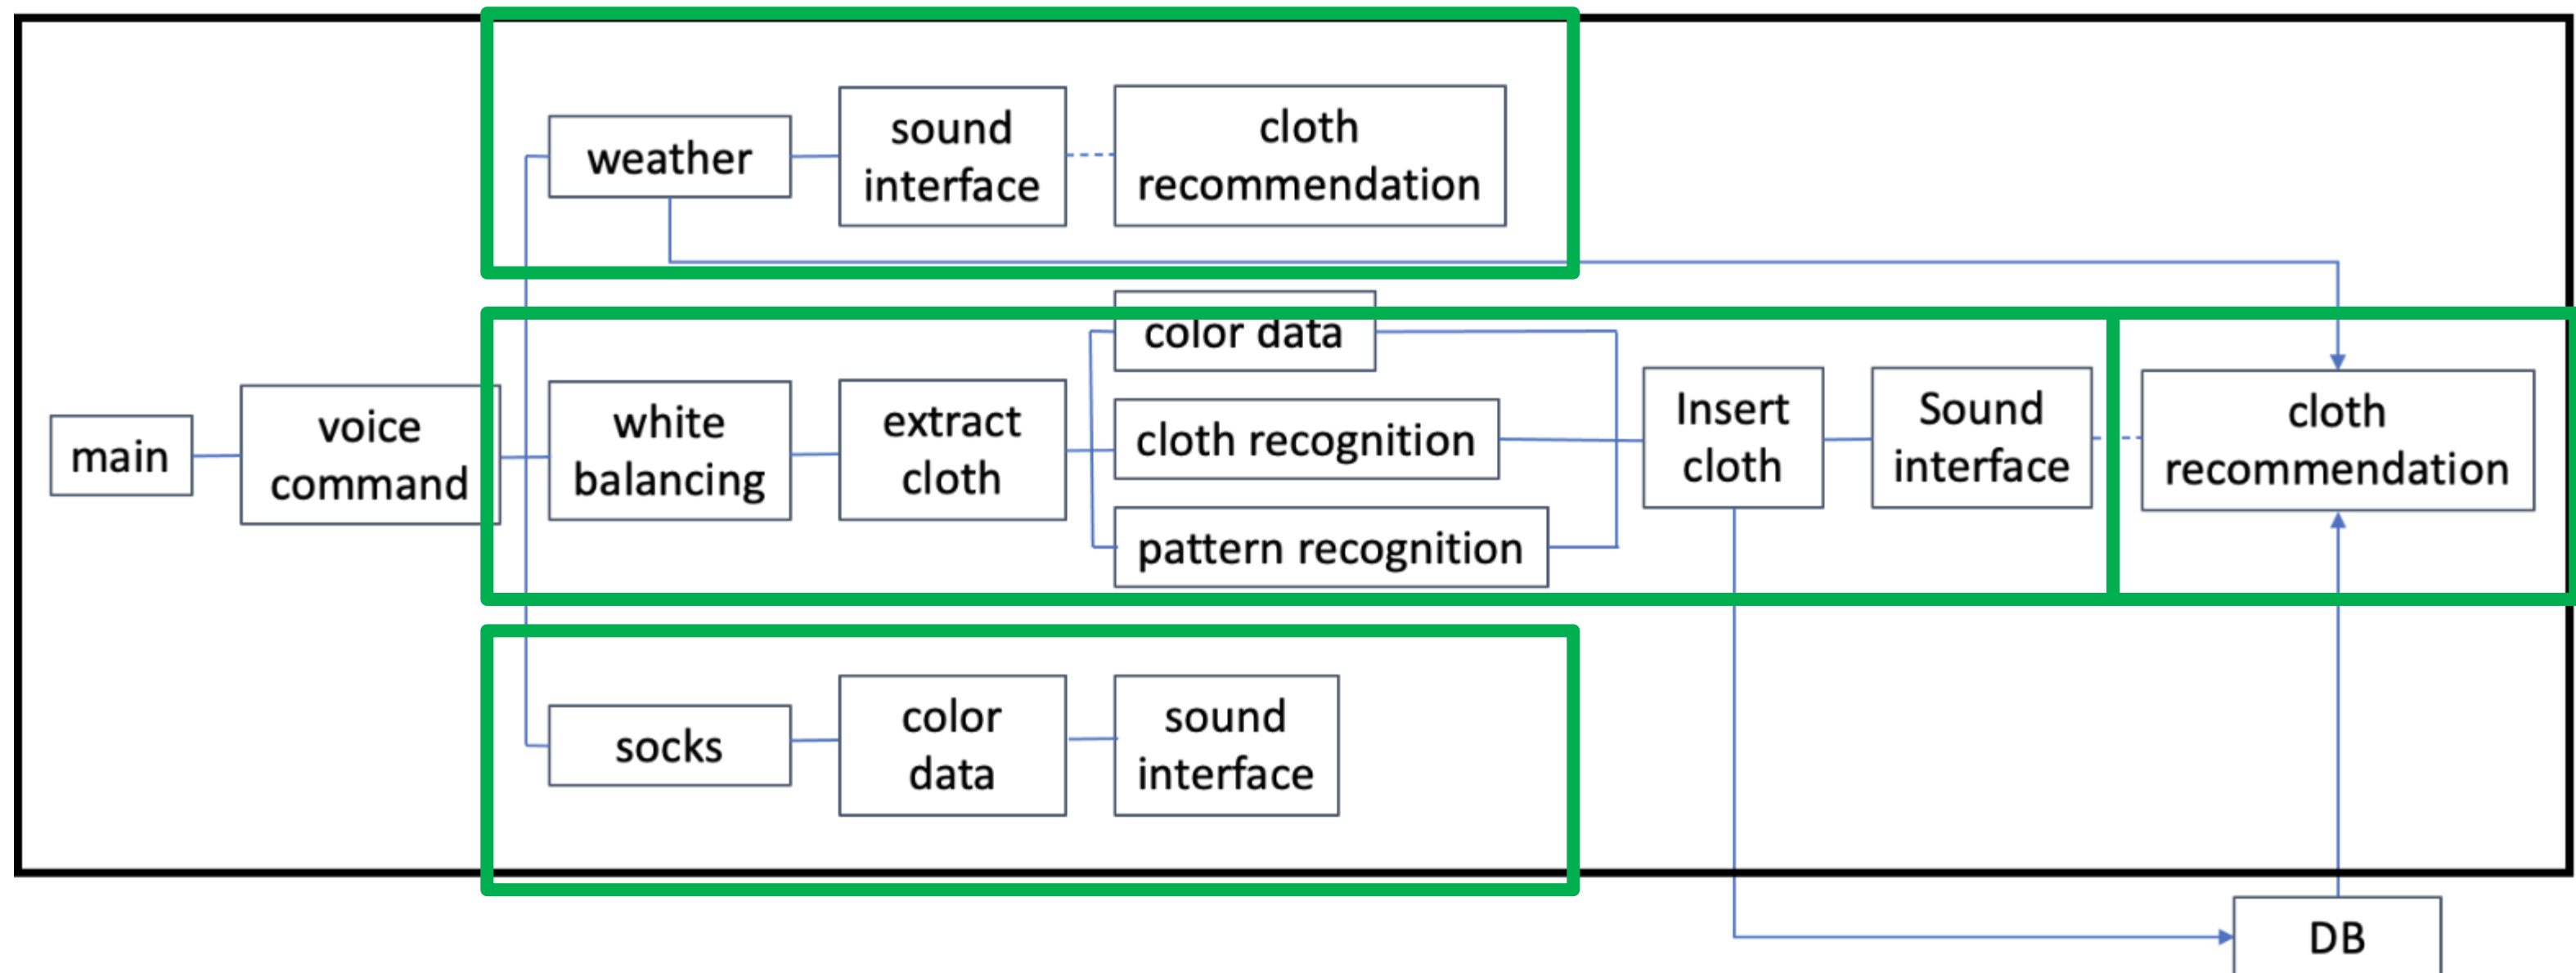 weather
sound
interface
cloth
recommendation
main
voice
command
white
balancing
extract
cloth
color data
cloth recognition
pattern recognition
Insert
cloth
Sound
interface
cloth
recommendation
socks
color
data
sound
interface
DB